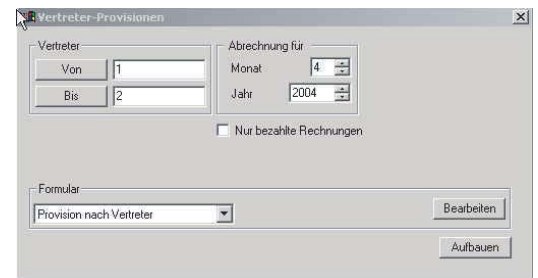 Vertreter-Provisionen
Vertreter
Von 1
Bis 2
Abrechnung für
Monat 4
Jahr 2004
Nur bezahlte Rechnungen
Formular
Provision nach Vertreter
Bearbeiten
Aufbauen